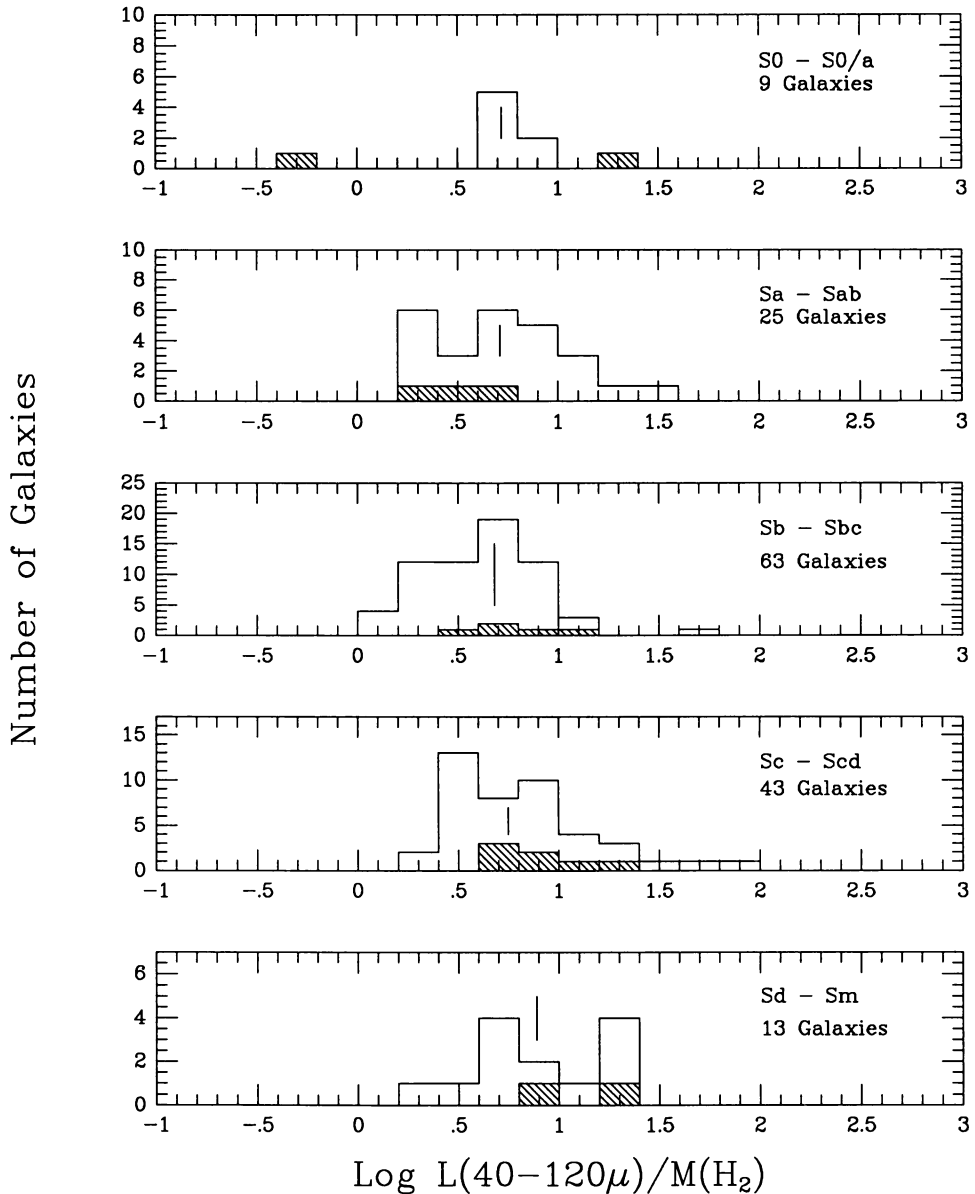 10
8
6
4
2
0
S0 – S0/a
9 Galaxies
-1 -.5 0 .5 1 1.5 2 2.5 3
10
8
6
4
2
0
Sa – Sab
25 Galaxies
-1 -.5 0 .5 1 1.5 2 2.5 3
Number of Galaxies
25
20
15
10
5
0
Sb – Sbc
63 Galaxies
-1 -.5 0 .5 1 1.5 2 2.5 3
15
10
5
0
Sc – Scd
43 Galaxies
-1 -.5 0 .5 1 1.5 2 2.5 3
6
4
2
0
Sd – Sm
13 Galaxies
-1 -.5 0 .5 1 1.5 2 2.5 3
Log L(40–120μ)/M(H₂)